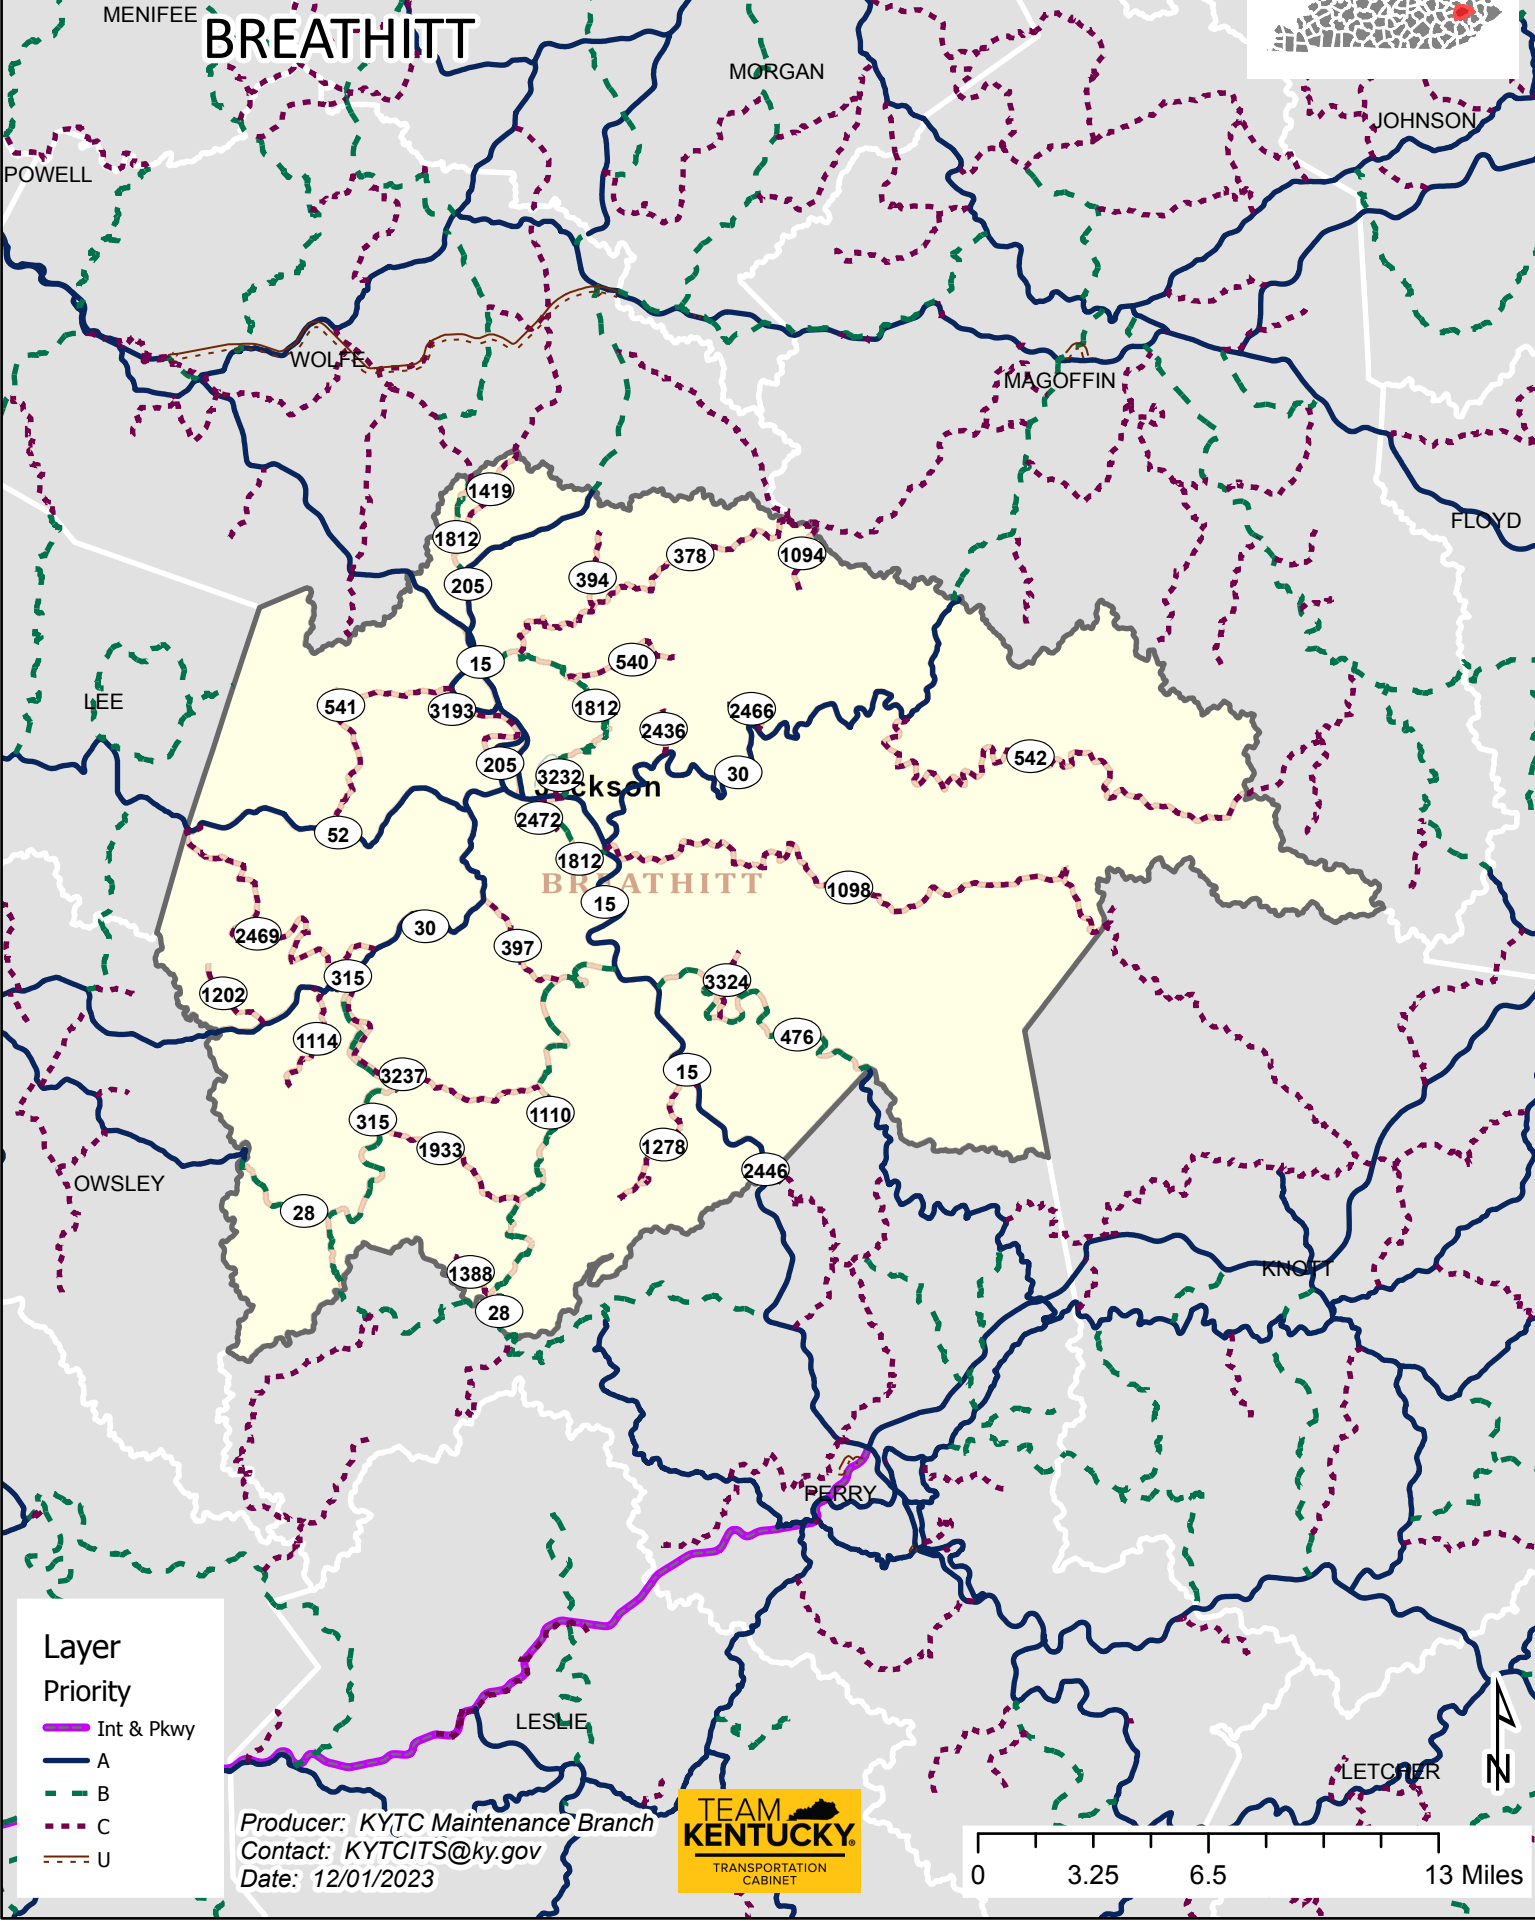 MENIFEE
BREATHITT
MORGAN
JOHNSON
POWELL
WOLFE
MAGOFFIN
FLOYD
1419
1812
205
394
378
1094
15
540
LEE
541
3193
1812
2436
2466
205
3232
30
542
Jackson
2472
52
1812
BREATHITT
1098
15
30
397
2469
315
1202
3324
1114
476
3237
15
315
1110
1933
1278
2446
OWSLEY
28
KNOTT
1388
28
PERRY
LESLIE
LETCHER
Layer
Priority
Int & Pkwy
A
B
C
U
Producer: KYTC Maintenance Branch
Contact: KYTCITS@ky.gov
Date: 12/01/2023
TEAM
KENTUCKY®
TRANSPORTATION
CABINET
N
0 3.25 6.5 13 Miles